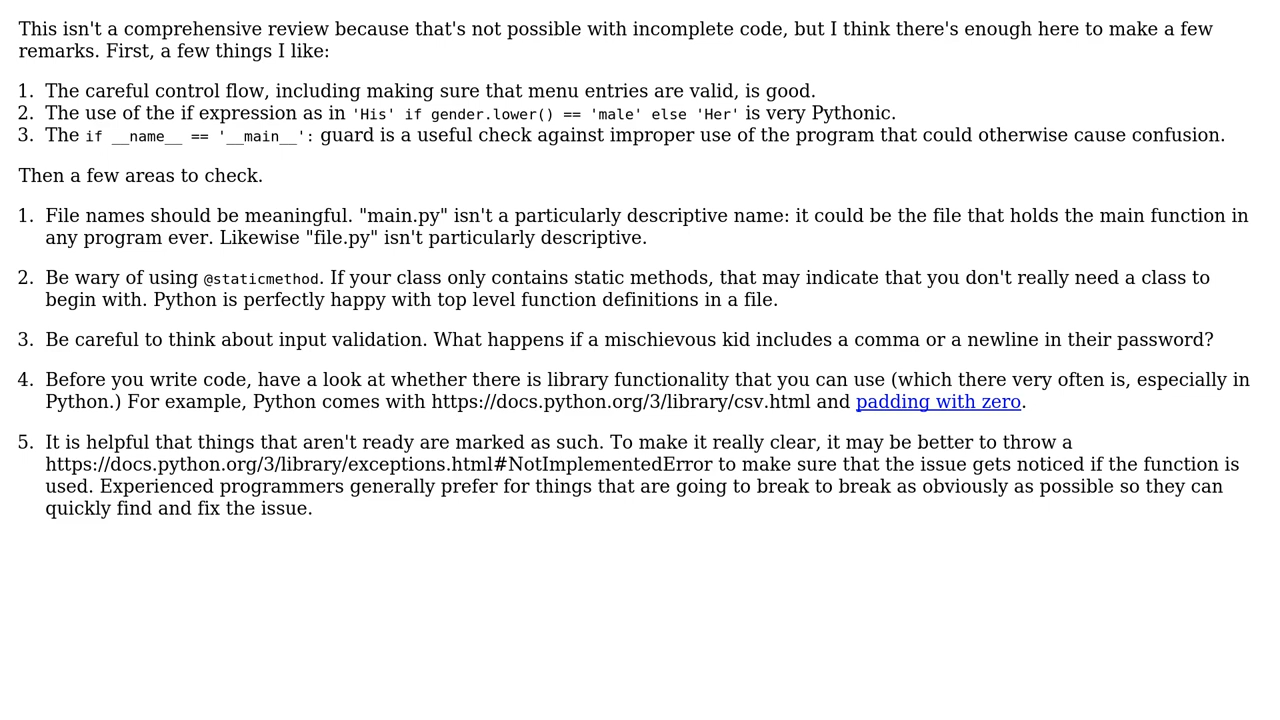 This isn't a comprehensive review because that's not possible with incomplete code, but I think there's enough here to make a few
remarks. First, a few things I like:
1. The careful control flow, including making sure that menu entries are valid, is good.
2. The use of the if expression as in 'His' if gender.lower() == 'male' else 'Her' is very Pythonic.
3. The if __name__ == '__main__': guard is a useful check against improper use of the program that could otherwise cause confusion.
Then a few areas to check.
1. File names should be meaningful. "main.py" isn't a particularly descriptive name: it could be the file that holds the main function in
any program ever. Likewise "file.py" isn't particularly descriptive.
2. Be wary of using @staticmethod. If your class only contains static methods, that may indicate that you don't really need a class to
begin with. Python is perfectly happy with top level function definitions in a file.
3. Be careful to think about input validation. What happens if a mischievous kid includes a comma or a newline in their password?
4. Before you write code, have a look at whether there is library functionality that you can use (which there very often is, especially in
Python.) For example, Python comes with https://docs.python.org/3/library/csv.html and padding with zero.
5. It is helpful that things that aren't ready are marked as such. To make it really clear, it may be better to throw a
https://docs.python.org/3/library/exceptions.html#NotImplementedError to make sure that the issue gets noticed if the function is
used. Experienced programmers generally prefer for things that are going to break to break as obviously as possible so they can
quickly find and fix the issue.